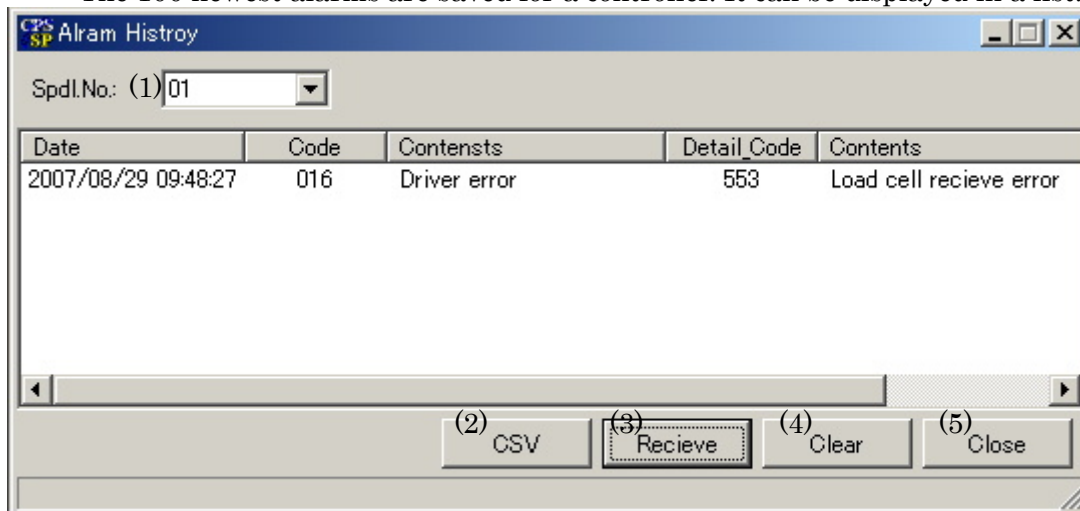 The 100 newest alarms are saved for a controller. It can be displayed in a list.
CPS SP Alram Histroy
Spdl.No.: (1) 01
Date Code Contensts Detail_Code Contents
2007/08/29 09:48:27 016 Driver error 553 Load cell recieve error
(2) CSV (3) Recieve (4) Clear (5) Close